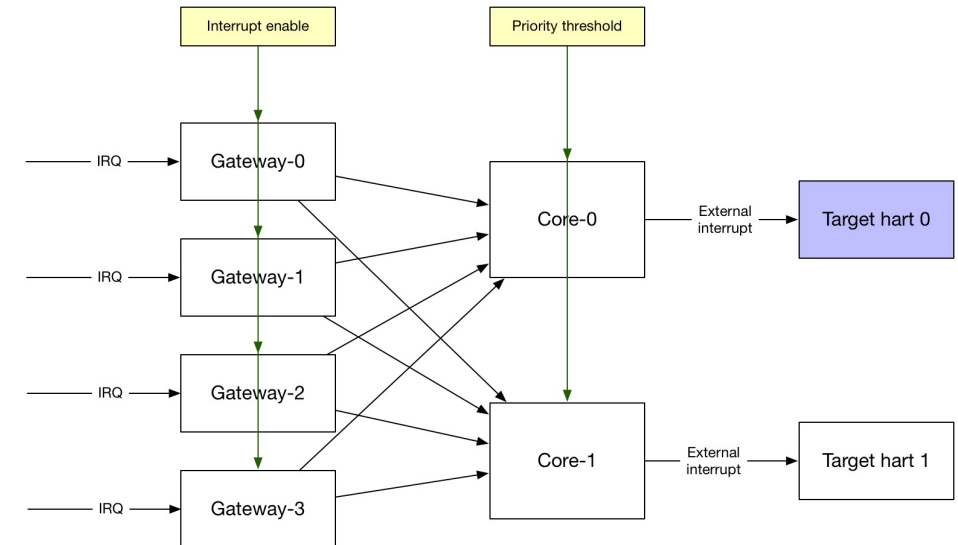 Interrupt enable
Priority threshold
IRQ
Gateway-0
Core-0
External
interrupt
Target hart 0
IRQ
Gateway-1
IRQ
Gateway-2
Core-1
External
interrupt
Target hart 1
IRQ
Gateway-3